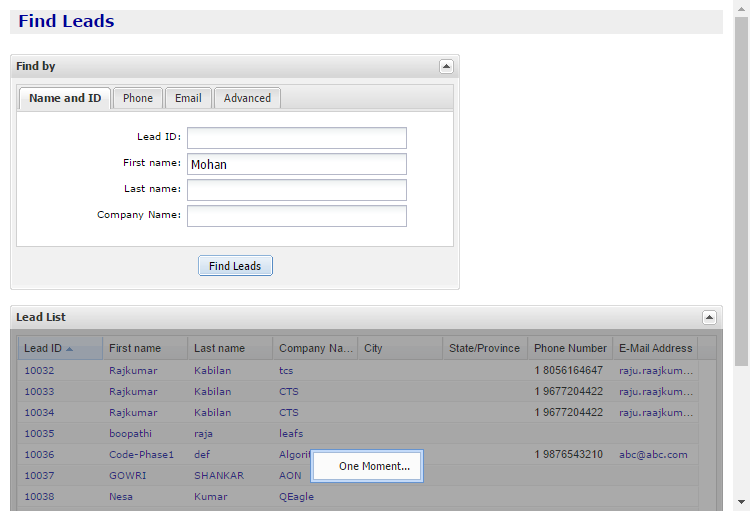 Find Leads
Find by
Name and ID Phone Email Advanced
Lead ID:
First name: Mohan
Last name:
Company Name:
Find Leads
Lead List
Lead ID First name Last name Company Na... City State/Province Phone Number E-Mail Address
10032 Rajkumar Kabilan tcs 1 8056164647 raju.raajkum...
10033 Rajkumar Kabilan CTS 1 9677204422 raju.raajkum...
10034 Rajkumar Kabilan CTS 1 9677204422 raju.raajkum...
10035 boopathi raja leafs
10036 Code-Phase1 def 1 9876543210 abc@abc.com
One Moment...
10037 GOWRI SHANKAR AON
10038 Nesa Kumar QEagle